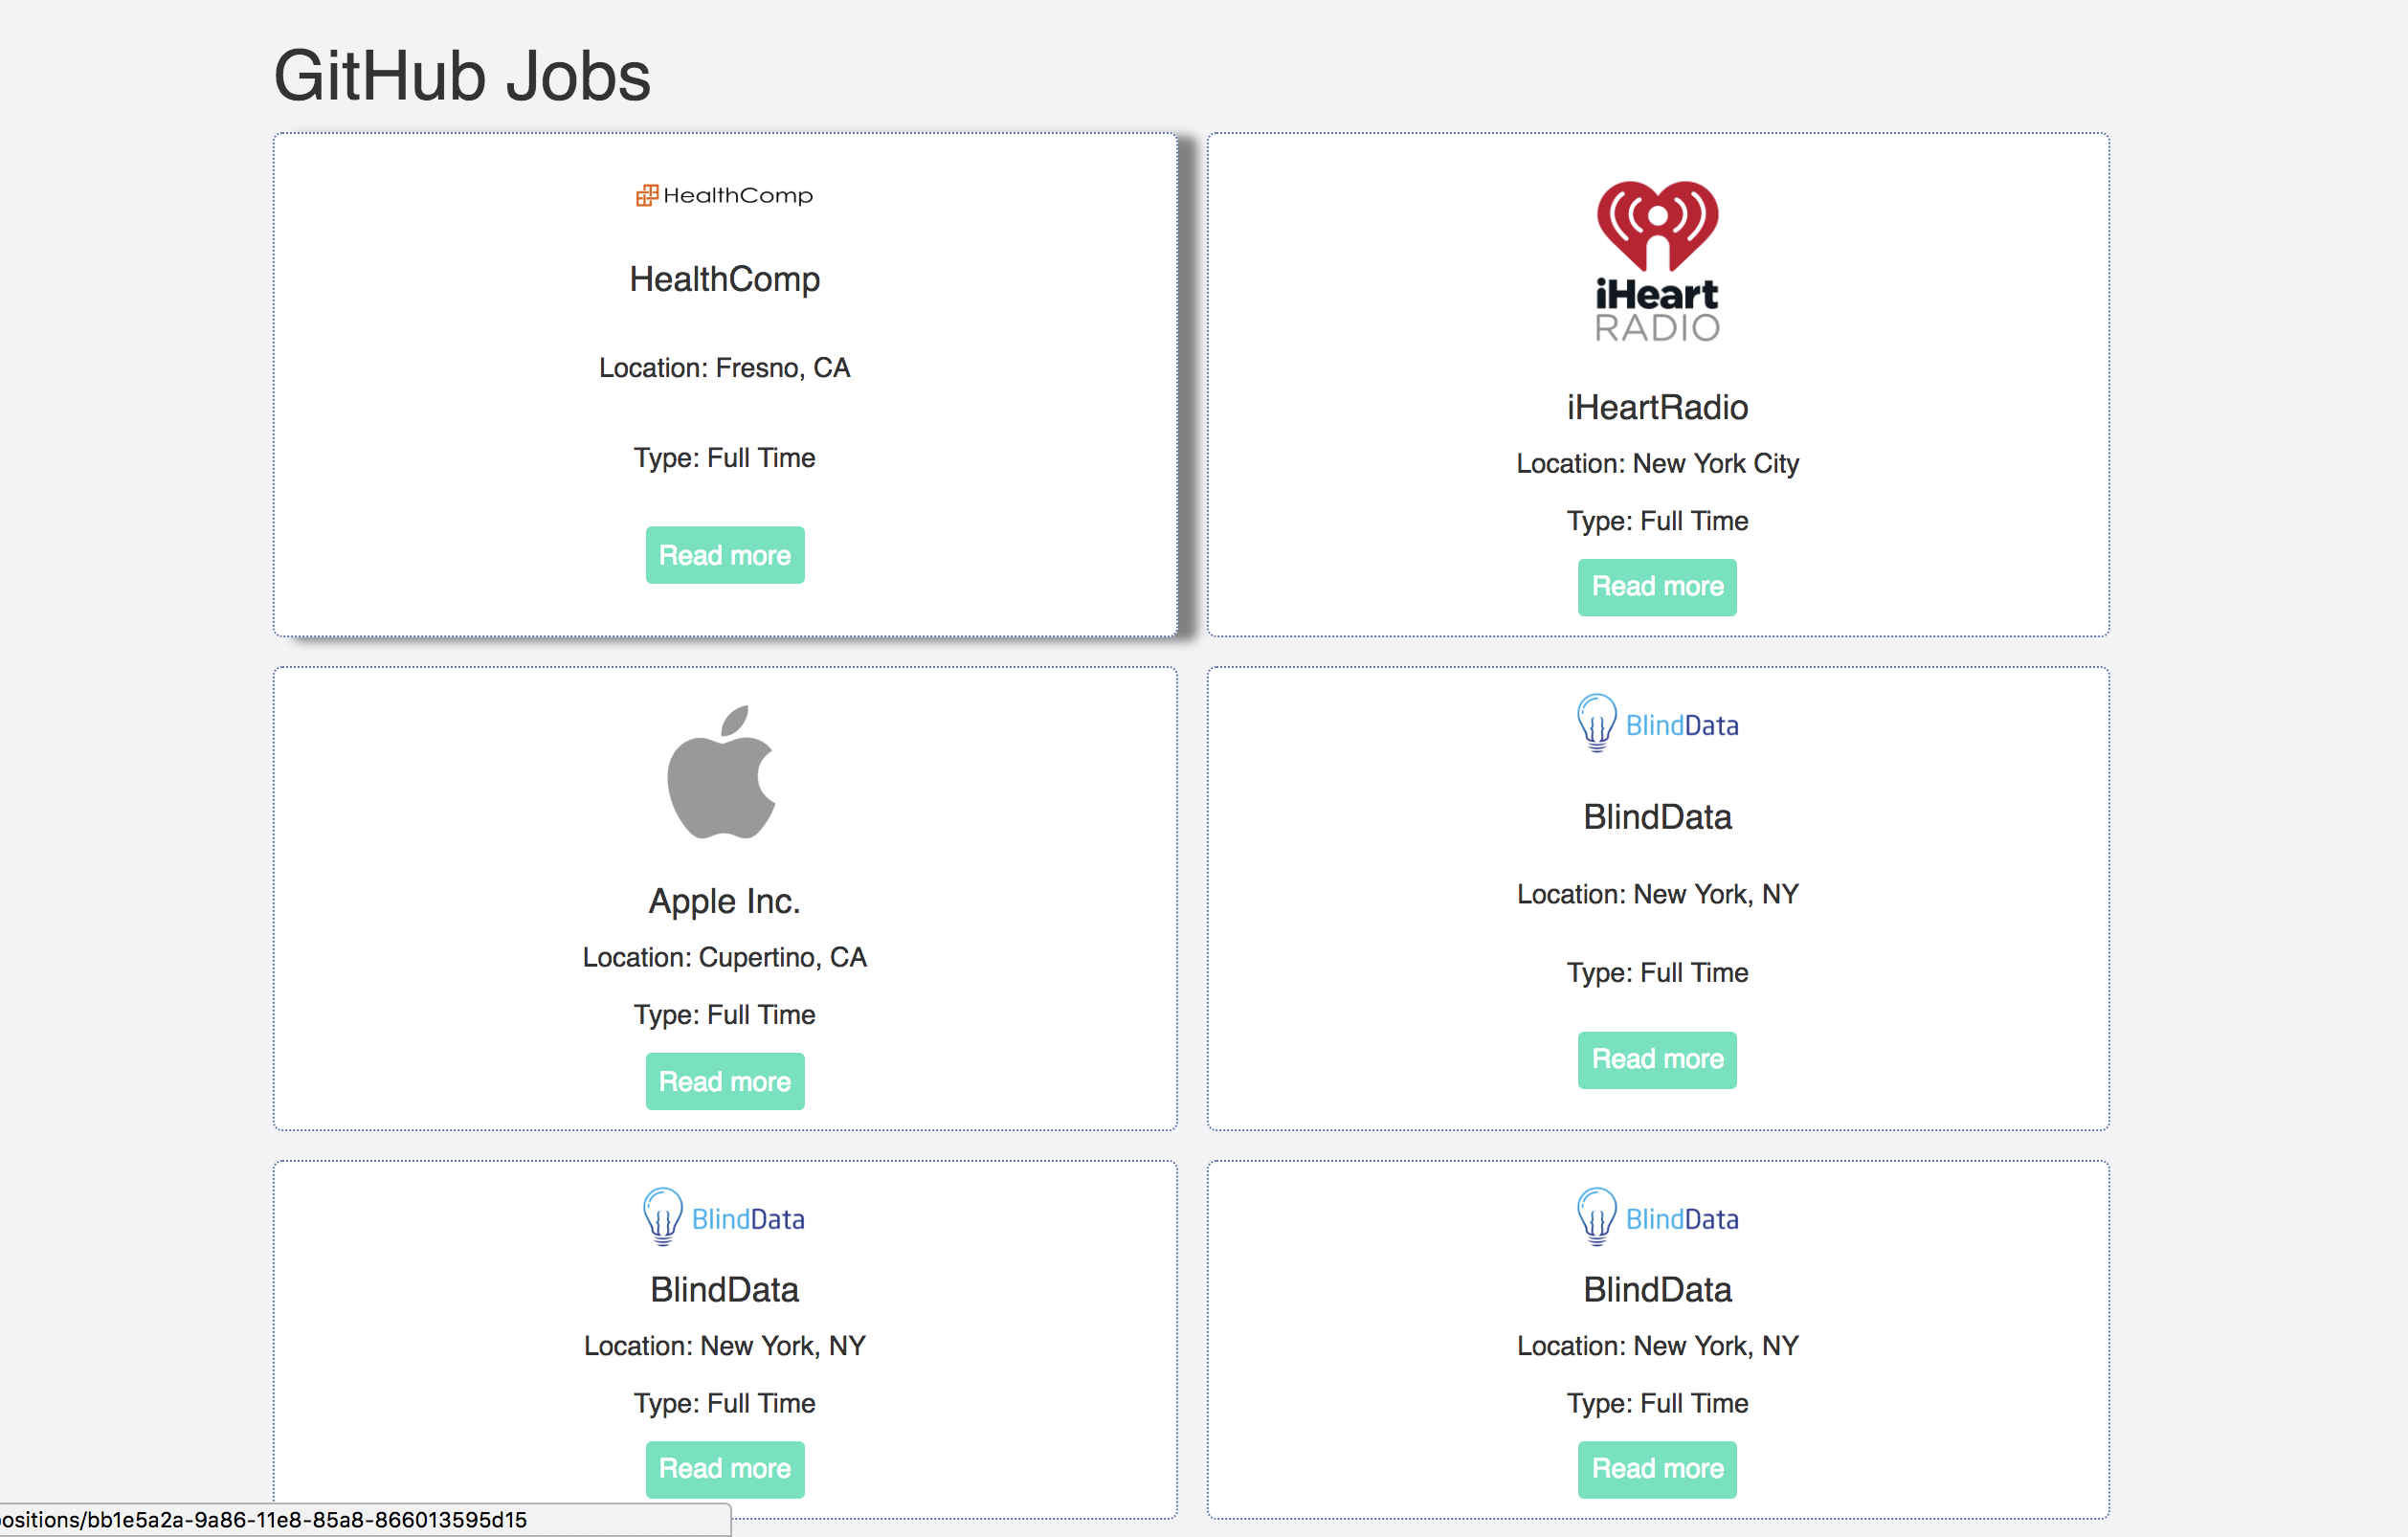 GitHub Jobs
HealthComp
HealthComp
Location: Fresno, CA
Type: Full Time
Read more
iHeart
RADIO
iHeartRadio
Location: New York City
Type: Full Time
Read more
Apple Inc.
Location: Cupertino, CA
Type: Full Time
Read more
BlindData
BlindData
Location: New York, NY
Type: Full Time
Read more
BlindData
BlindData
Location: New York, NY
Type: Full Time
Read more
BlindData
BlindData
Location: New York, NY
Type: Full Time
Read more
ositions/bb1e5a2a-9a86-11e8-85a8-866013595d15